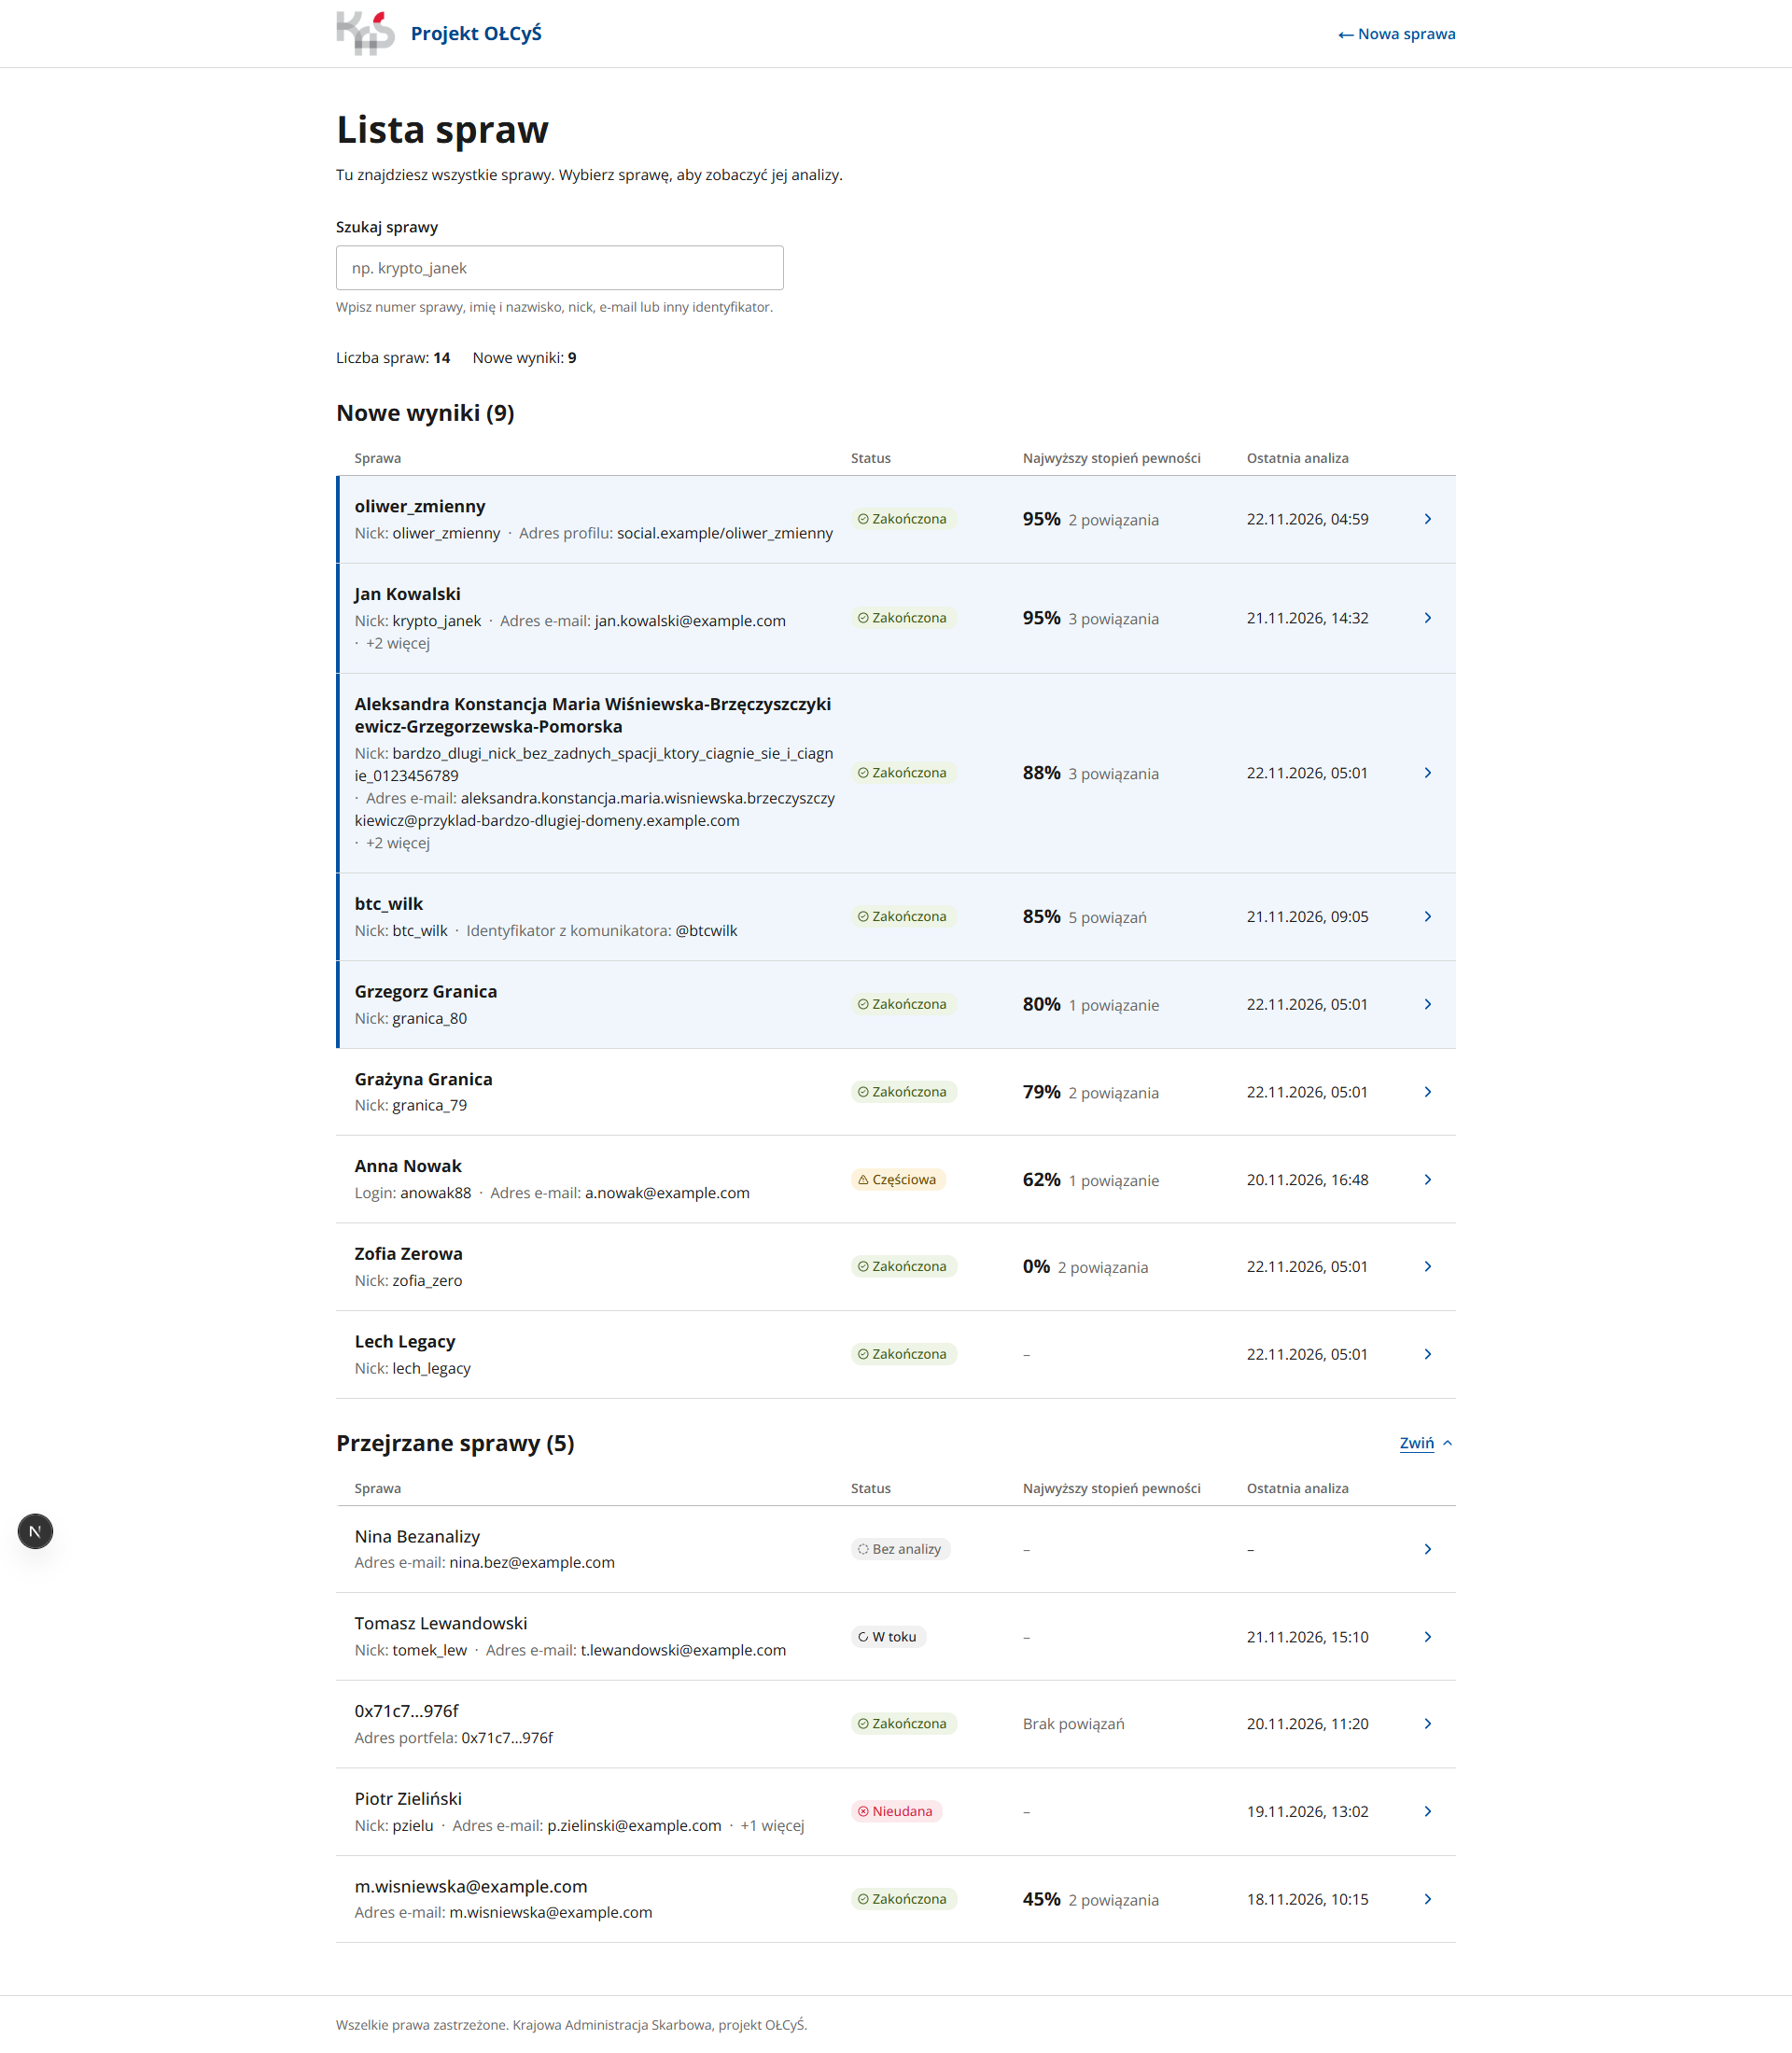 KAS
Projekt OŁCyŚ
← Nowa sprawa
Lista spraw
Tu znajdziesz wszystkie sprawy. Wybierz sprawę, aby zobaczyć jej analizy.
Szukaj sprawy
np. krypto_janek
Wpisz numer sprawy, imię i nazwisko, nick, e-mail lub inny identyfikator.
Liczba spraw: 14 Nowe wyniki: 9
Nowe wyniki (9)
Sprawa Status Najwyższy stopień pewności Ostatnia analiza
oliwer_zmienny
Nick: oliwer_zmienny · Adres profilu: social.example/oliwer_zmienny
Zakończona 95% 2 powiązania 22.11.2026, 04:59
Jan Kowalski
Nick: krypto_janek · Adres e-mail: jan.kowalski@example.com
· +2 więcej
Zakończona 95% 3 powiązania 21.11.2026, 14:32
Aleksandra Konstancja Maria Wiśniewska-Brzęczyszczyki
ewicz-Grzegorzewska-Pomorska
Nick: bardzo_dlugi_nick_bez_zadnych_spacji_ktory_ciagnie_sie_i_ciagn
ie_0123456789
· Adres e-mail: aleksandra.konstancja.maria.wisniewska.brzeczyszczy
kiewicz@przyklad-bardzo-dlugiej-domeny.example.com
· +2 więcej
Zakończona 88% 3 powiązania 22.11.2026, 05:01
btc_wilk
Nick: btc_wilk · Identyfikator z komunikatora: @btcwilk
Zakończona 85% 5 powiązań 21.11.2026, 09:05
Grzegorz Granica
Nick: granica_80
Zakończona 80% 1 powiązanie 22.11.2026, 05:01
Grażyna Granica
Nick: granica_79
Zakończona 79% 2 powiązania 22.11.2026, 05:01
Anna Nowak
Login: anowak88 · Adres e-mail: a.nowak@example.com
Częściowa 62% 1 powiązanie 20.11.2026, 16:48
Zofia Zerowa
Nick: zofia_zero
Zakończona 0% 2 powiązania 22.11.2026, 05:01
Lech Legacy
Nick: lech_legacy
Zakończona – 22.11.2026, 05:01
Przejrzane sprawy (5) Zwiń
Sprawa Status Najwyższy stopień pewności Ostatnia analiza
Nina Bezanalizy
Adres e-mail: nina.bez@example.com
Bez analizy – –
Tomasz Lewandowski
Nick: tomek_lew · Adres e-mail: t.lewandowski@example.com
W toku – 21.11.2026, 15:10
0x71c7...976f
Adres portfela: 0x71c7...976f
Zakończona Brak powiązań 20.11.2026, 11:20
Piotr Zieliński
Nick: pzielu · Adres e-mail: p.zielinski@example.com · +1 więcej
Nieudana – 19.11.2026, 13:02
m.wisniewska@example.com
Adres e-mail: m.wisniewska@example.com
Zakończona 45% 2 powiązania 18.11.2026, 10:15
N
Wszelkie prawa zastrzeżone. Krajowa Administracja Skarbowa, projekt OŁCyŚ.